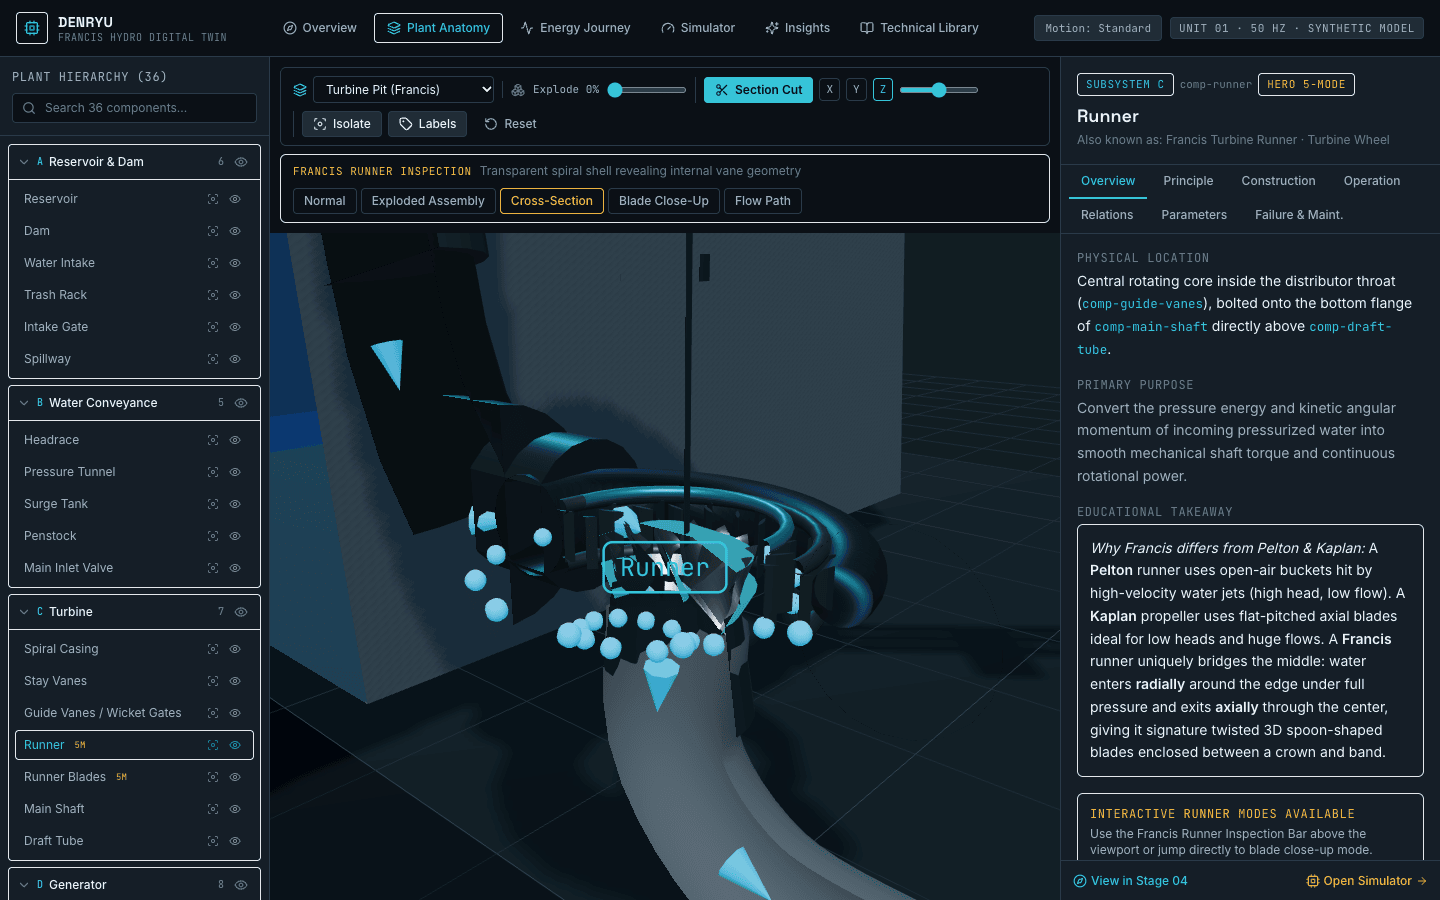 DENRYU
FRANCIS HYDRO DIGITAL TWIN
Overview
Plant Anatomy
Energy Journey
Simulator
Insights
Technical Library
Motion: Standard
UNIT 01 · 50 HZ · SYNTHETIC MODEL
PLANT HIERARCHY (36)
Search 36 components...
A Reservoir & Dam 6
Reservoir
Dam
Water Intake
Trash Rack
Intake Gate
Spillway
B Water Conveyance 5
Headrace
Pressure Tunnel
Surge Tank
Penstock
Main Inlet Valve
C Turbine 7
Spiral Casing
Stay Vanes
Guide Vanes / Wicket Gates
Runner 5M
Runner Blades 5M
Main Shaft
Draft Tube
D Generator 8
Turbine Pit (Francis)
Explode 0%
Section Cut
X
Y
Z
Isolate
Labels
Reset
FRANCIS RUNNER INSPECTION Transparent spiral shell revealing internal vane geometry
Normal
Exploded Assembly
Cross-Section
Blade Close-Up
Flow Path
Runner
SUBSYSTEM C comp-runner HERO 5-MODE
Runner
Also known as: Francis Turbine Runner · Turbine Wheel
Overview
Principle
Construction
Operation
Relations
Parameters
Failure & Maint.
PHYSICAL LOCATION
Central rotating core inside the distributor throat
(comp-guide-vanes), bolted onto the bottom flange
of comp-main-shaft directly above comp-draft-
tube.
PRIMARY PURPOSE
Convert the pressure energy and kinetic angular
momentum of incoming pressurized water into
smooth mechanical shaft torque and continuous
rotational power.
EDUCATIONAL TAKEAWAY
Why Francis differs from Pelton & Kaplan: A
Pelton runner uses open-air buckets hit by
high-velocity water jets (high head, low flow). A
Kaplan propeller uses flat-pitched axial blades
ideal for low heads and huge flows. A Francis
runner uniquely bridges the middle: water
enters radially around the edge under full
pressure and exits axially through the center,
giving it signature twisted 3D spoon-shaped
blades enclosed between a crown and band.
INTERACTIVE RUNNER MODES AVAILABLE
Use the Francis Runner Inspection Bar above the
viewport or jump directly to blade close-up mode.
View in Stage 04
Open Simulator →